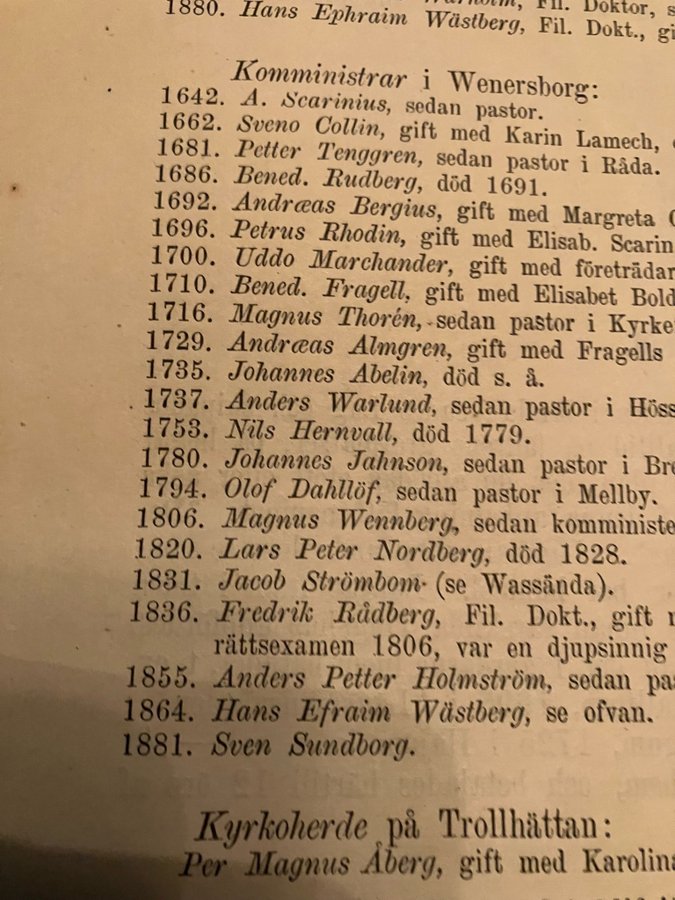 Fil. Doktor, s
1880. Hans Ephraim Wästberg, Fil. Dokt., gi
Komministrar i Wenersborg:
1642. A. Scarinius, sedan pastor.
1662. Sveno Collin, gift med Karin Lamech,
1681. Petter Tenggren, sedan pastor i Råda.
1686. Bened. Rudberg, död 1691.
1692. Andræas Bergius, gift med Margreta
1696. Petrus Rhodin, gift med Elisab. Scarin
1700. Uddo Marchander, gift med företrädar
1710. Bened. Fragell, gift med Elisabet Bold
1716. Magnus Thorén, sedan pastor i Kyrke
1729. Andræas Almgren, gift med Fragells
1735. Johannes Abelin, död s. å.
1737. Anders Warlund, sedan pastor i Höss
1753. Nils Hernvall, död 1779.
1780. Johannes Jahnson, sedan pastor i Bre
1794. Olof Dahllöf, sedan pastor i Mellby.
1806. Magnus Wennberg, sedan komministe
1820. Lars Peter Nordberg, död 1828.
1831. Jacob Strömbom (se Wassända).
1836. Fredrik Rådberg, Fil. Dokt., gift
rättsexamen 1806, var en djupsinnig
1855. Anders Petter Holmström, sedan pa
1864. Hans Efraim Wästberg, se ofvan.
1881. Sven Sundborg.
Kyrkoherde på Trollhättan:
Per Magnus Åberg, gift med Karolina